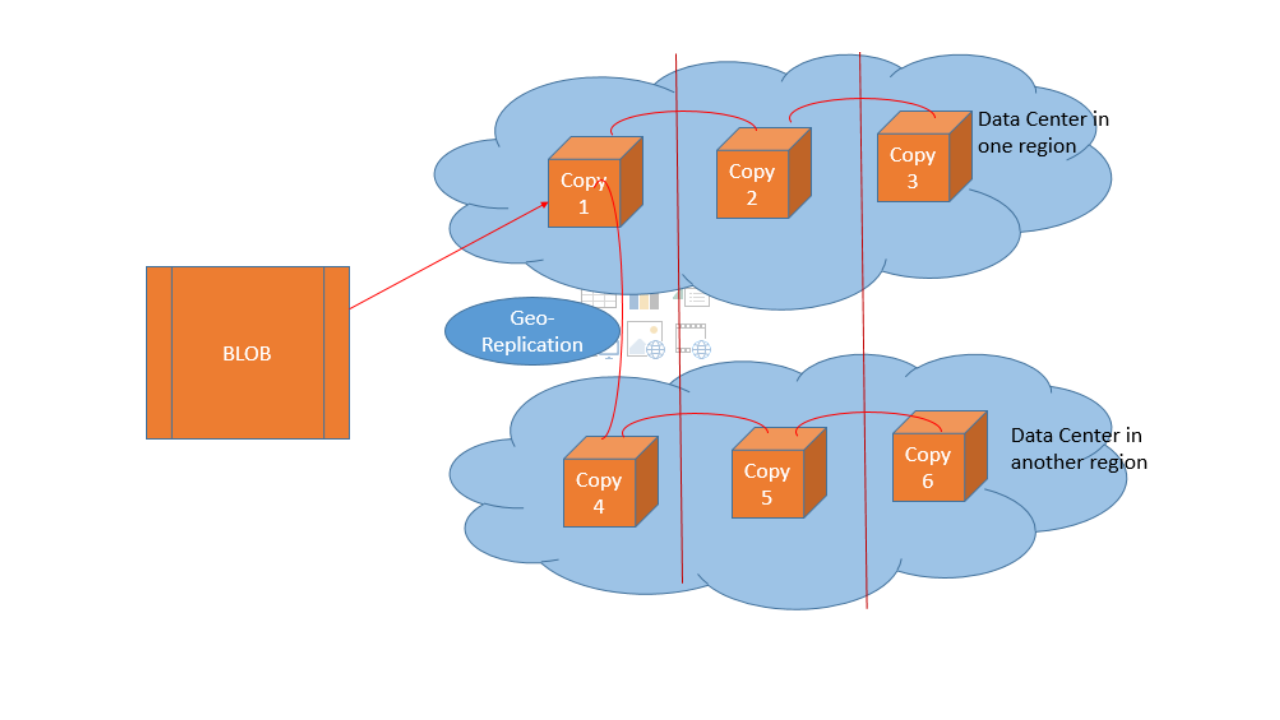 Data Center in
one region
Copy
1
Copy
2
Copy
3
BLOB
Geo-
Replication
Data Center in
another region
Copy
4
Copy
5
Copy
6